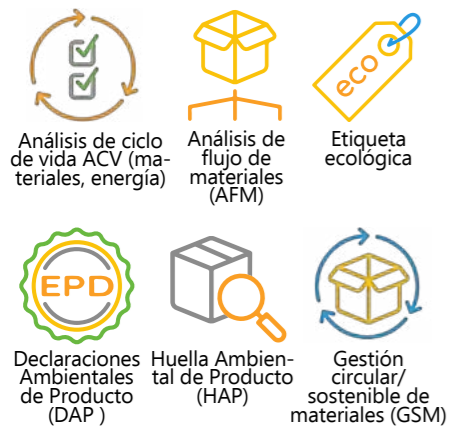 eco
Análisis de ciclo
de vida ACV (ma-
teriales, energía)
Análisis de
flujo de
materiales
(AFM)
Etiqueta
ecológica
EPD
Declaraciones
Ambientales
de Producto
(DAP )
Huella Ambien-
tal de Producto
(HAP)
Gestión
circular/
sostenible de
materiales (GSM)